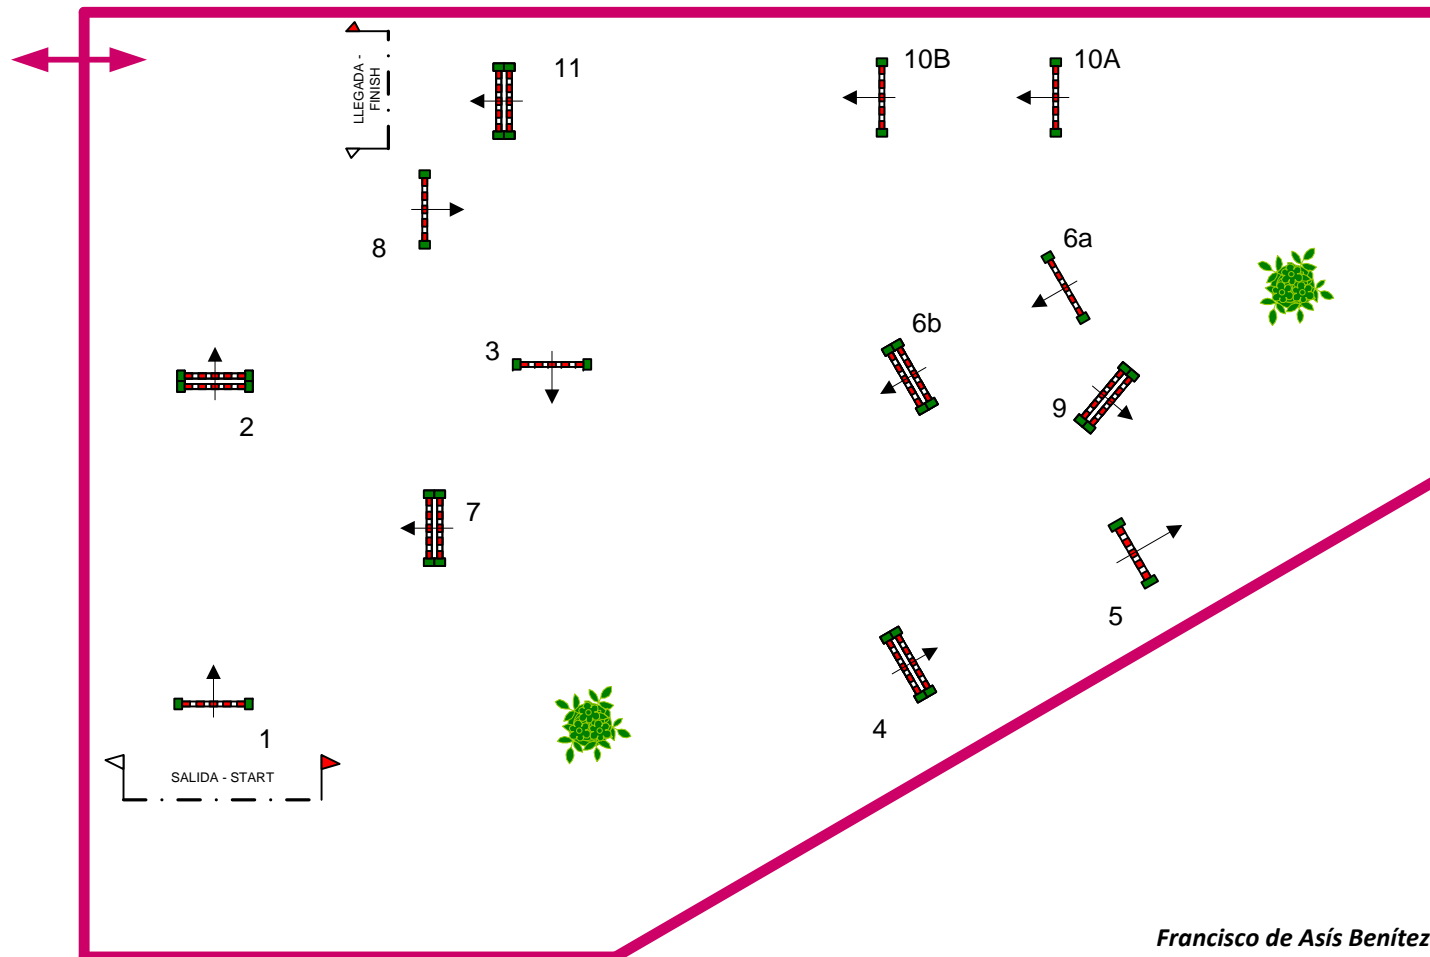 LLEGADA -
FINISH
11
10B
10A
8
6a
3
6b
2
9
7
5
4
1
SALIDA - START
Francisco de Asís Benítez